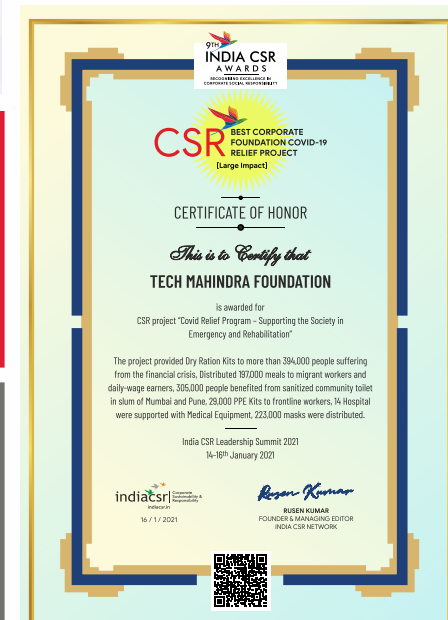 9TH
INDIA CSR
AWARDS
RECOGNISING EXCELLENCE IN
CORPORATE SOCIAL RESPONSIBILITY
CSR
BEST CORPORATE
FOUNDATION COVID-19
RELIEF PROJECT
[Large Impact]
CERTIFICATE OF HONOR
This is to Certify that
TECH MAHINDRA FOUNDATION
is awarded for
CSR project "Covid Relief Program – Supporting the Society in
Emergency and Rehabilitation"
The project provided Dry Ration Kits to more than 394,000 people suffering
from the financial crisis, Distributed 197,000 meals to migrant workers and
daily-wage earners, 305,000 people benefited from sanitized community toilet
in slum of Mumbai and Pune, 29,000 PPE Kits to frontline workers, 14 Hospital
were supported with Medical Equipment, 223,000 masks were distributed.
India CSR Leadership Summit 2021
14-16th January 2021
indiacsr
Corporate
Sustainability &
Responsibility
indiacsr.in
16 / 1 / 2021
Rusen Kumar
RUSEN KUMAR
FOUNDER & MANAGING EDITOR
INDIA CSR NETWORK